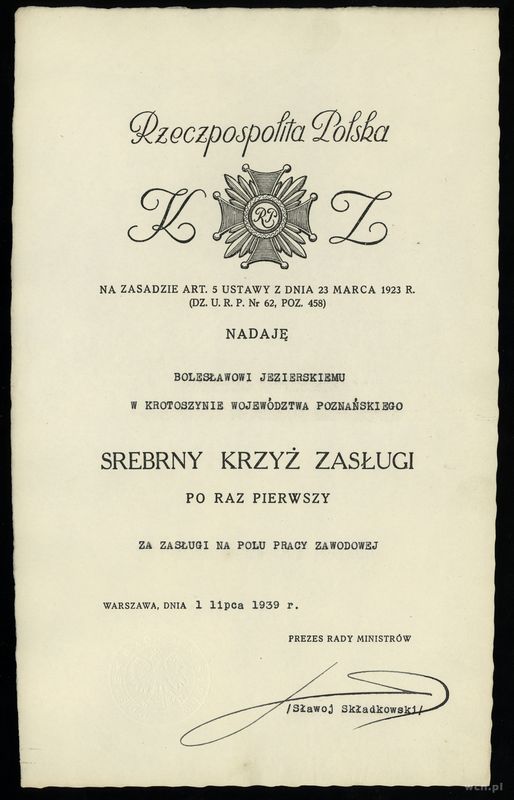 Rzeczpospolita Polska
K RP Z
NA ZASADZIE ART. 5 USTAWY Z DNIA 23 MARCA 1923 R.
(DZ. U. R. P. Nr 62, POZ. 458)
NADAJĘ
BOLESŁAWOWI JEZIERSKIEMU
W KROTOSZYNIE WOJEWÓDZTWA POZNAŃSKIEGO
SREBRNY KRZYŻ ZASŁUGI
PO RAZ PIERWSZY
ZA ZASŁUGI NA POLU PRACY ZAWODOWEJ
WARSZAWA, DNIA 1 lipca 1939 r.
PREZES RADY MINISTRÓW
/Sławoj Składkowski/
wcn.pl